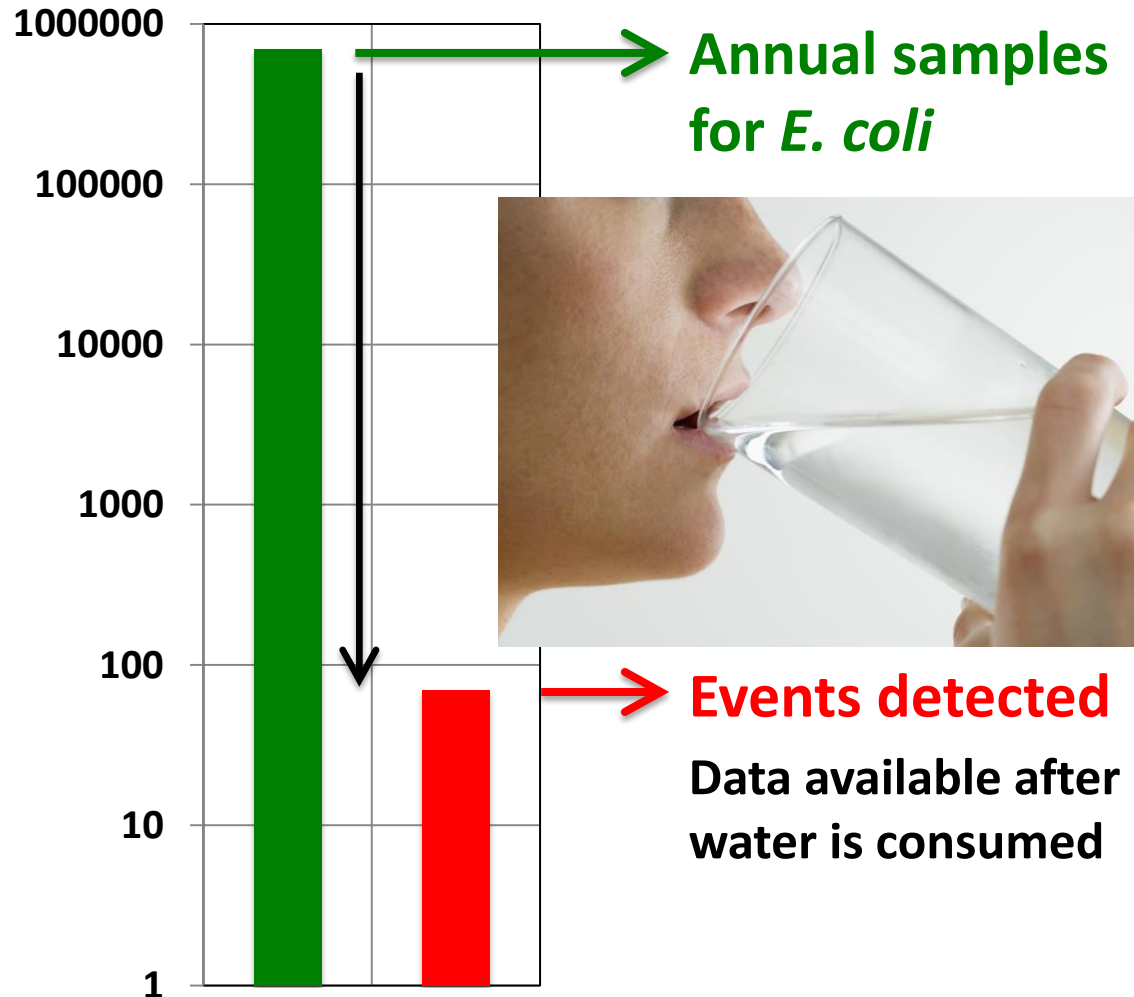 1000000
Annual samples
for E. coli
100000
10000
1000
100
Events detected
Data available after
10
water is consumed
1